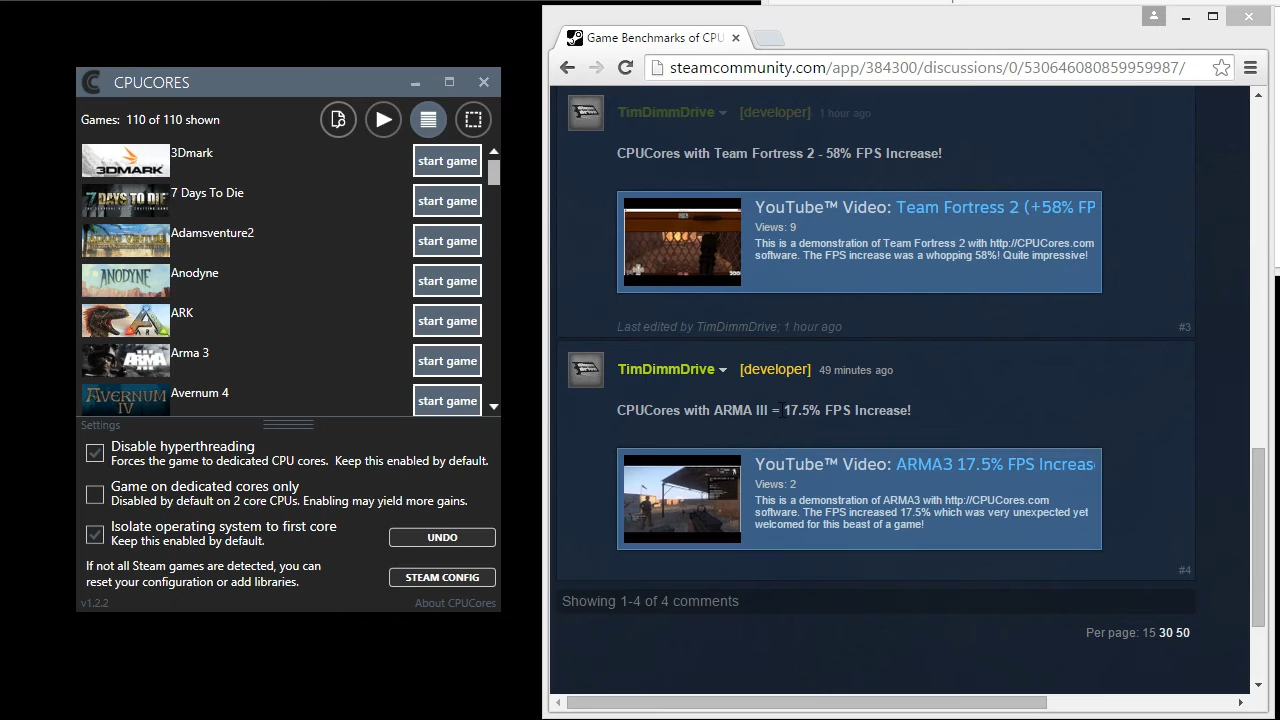 CPUCORES
Games: 110 of 110 shown
3DMARK
3Dmark
start game
7 DAYS TO DIE
7 Days To Die
start game
Adamsventure2
start game
ANODYNE
Anodyne
start game
ARK
ARK
start game
ARMA
Arma 3
start game
AVERNUM
IV
Avernum 4
start game
Settings
Disable hyperthreading
Forces the game to dedicated CPU cores. Keep this enabled by default.
Game on dedicated cores only
Disabled by default on 2 core CPUs. Enabling may yield more gains.
Isolate operating system to first core
Keep this enabled by default.
UNDO
If not all Steam games are detected, you can
reset your configuration or add libraries.
STEAM CONFIG
v1.2.2
About CPUCores
Game Benchmarks of CPU
steamcommunity.com/app/384300/discussions/0/530646080859959987/
TimDimmDrive [developer] 1 hour ago
CPUCores with Team Fortress 2 - 58% FPS Increase!
YouTube™ Video: Team Fortress 2 (+58% FP
Views: 9
This is a demonstration of Team Fortress 2 with http://CPUCores.com
software. The FPS increase was a whopping 58%! Quite impressive!
Last edited by TimDimmDrive; 1 hour ago
#3
TimDimmDrive [developer] 49 minutes ago
CPUCores with ARMA III = 17.5% FPS Increase!
YouTube™ Video: ARMA3 17.5% FPS Increas
Views: 2
This is a demonstration of ARMA3 with http://CPUCores.com
software. The FPS increased 17.5% which was very unexpected yet
welcomed for this beast of a game!
#4
Showing 1-4 of 4 comments
Per page: 15 30 50